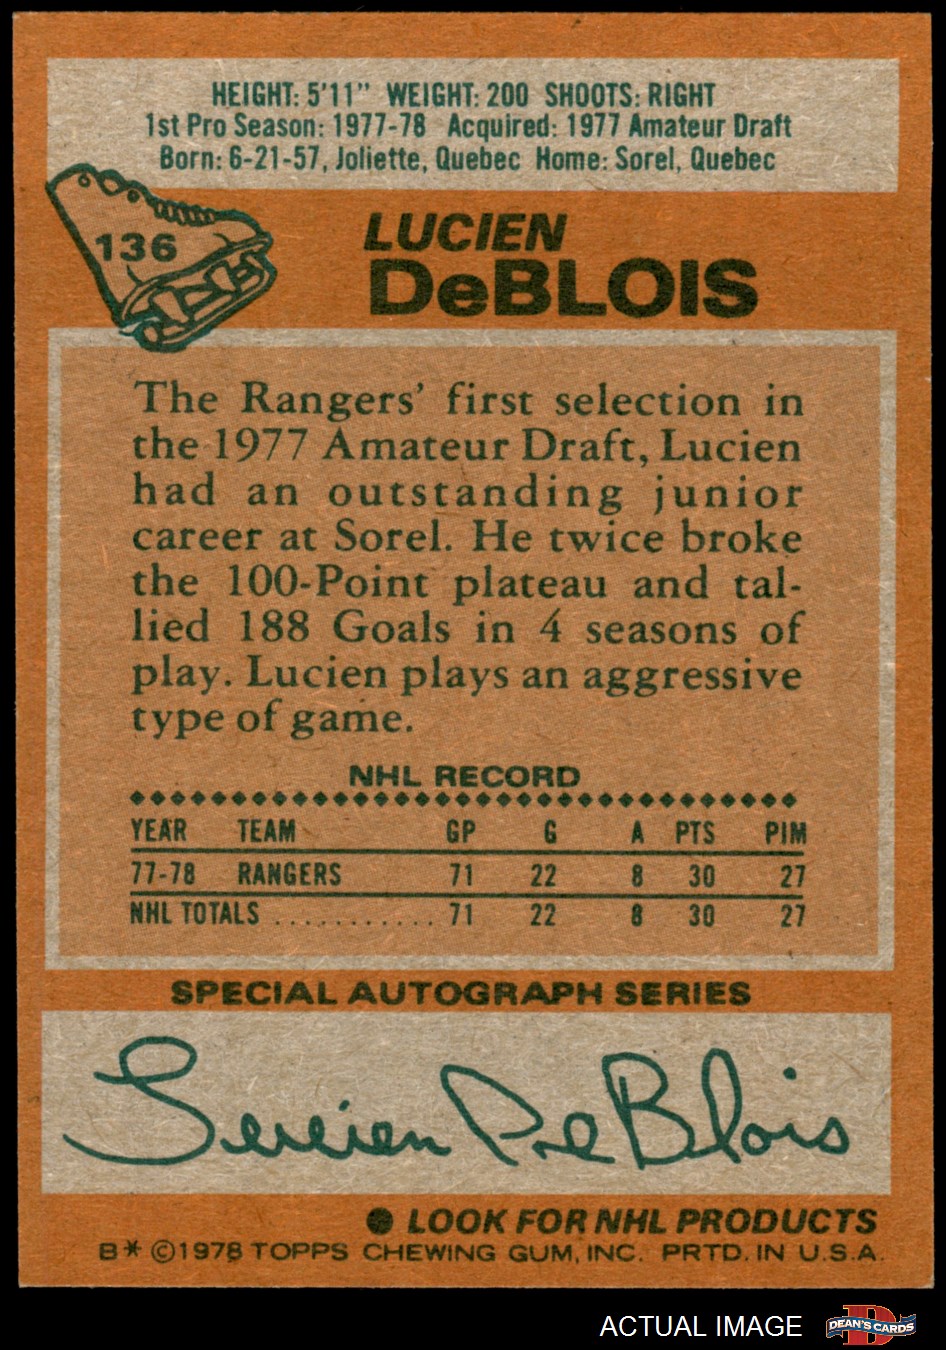 HEIGHT: 5'11" WEIGHT: 200 SHOOTS: RIGHT
1st Pro Season: 1977-78 Acquired: 1977 Amateur Draft
Born: 6-21-57, Joliette, Quebec Home: Sorel, Quebec
136
LUCIEN
DeBLOIS
The Rangers' first selection in
the 1977 Amateur Draft, Lucien
had an outstanding junior
career at Sorel. He twice broke
the 100-Point plateau and tal-
lied 188 Goals in 4 seasons of
play. Lucien plays an aggressive
type of game.
NHL RECORD
YEAR TEAM GP G A PTS PIM
77-78 RANGERS 71 22 8 30 27
NHL TOTALS ............ 71 22 8 30 27
SPECIAL AUTOGRAPH SERIES
Lucien DeBlois
● LOOK FOR NHL PRODUCTS
B* ©1978 TOPPS CHEWING GUM, INC. PRTD. IN U.S.A.
ACTUAL IMAGE
DEAN'S CARDS